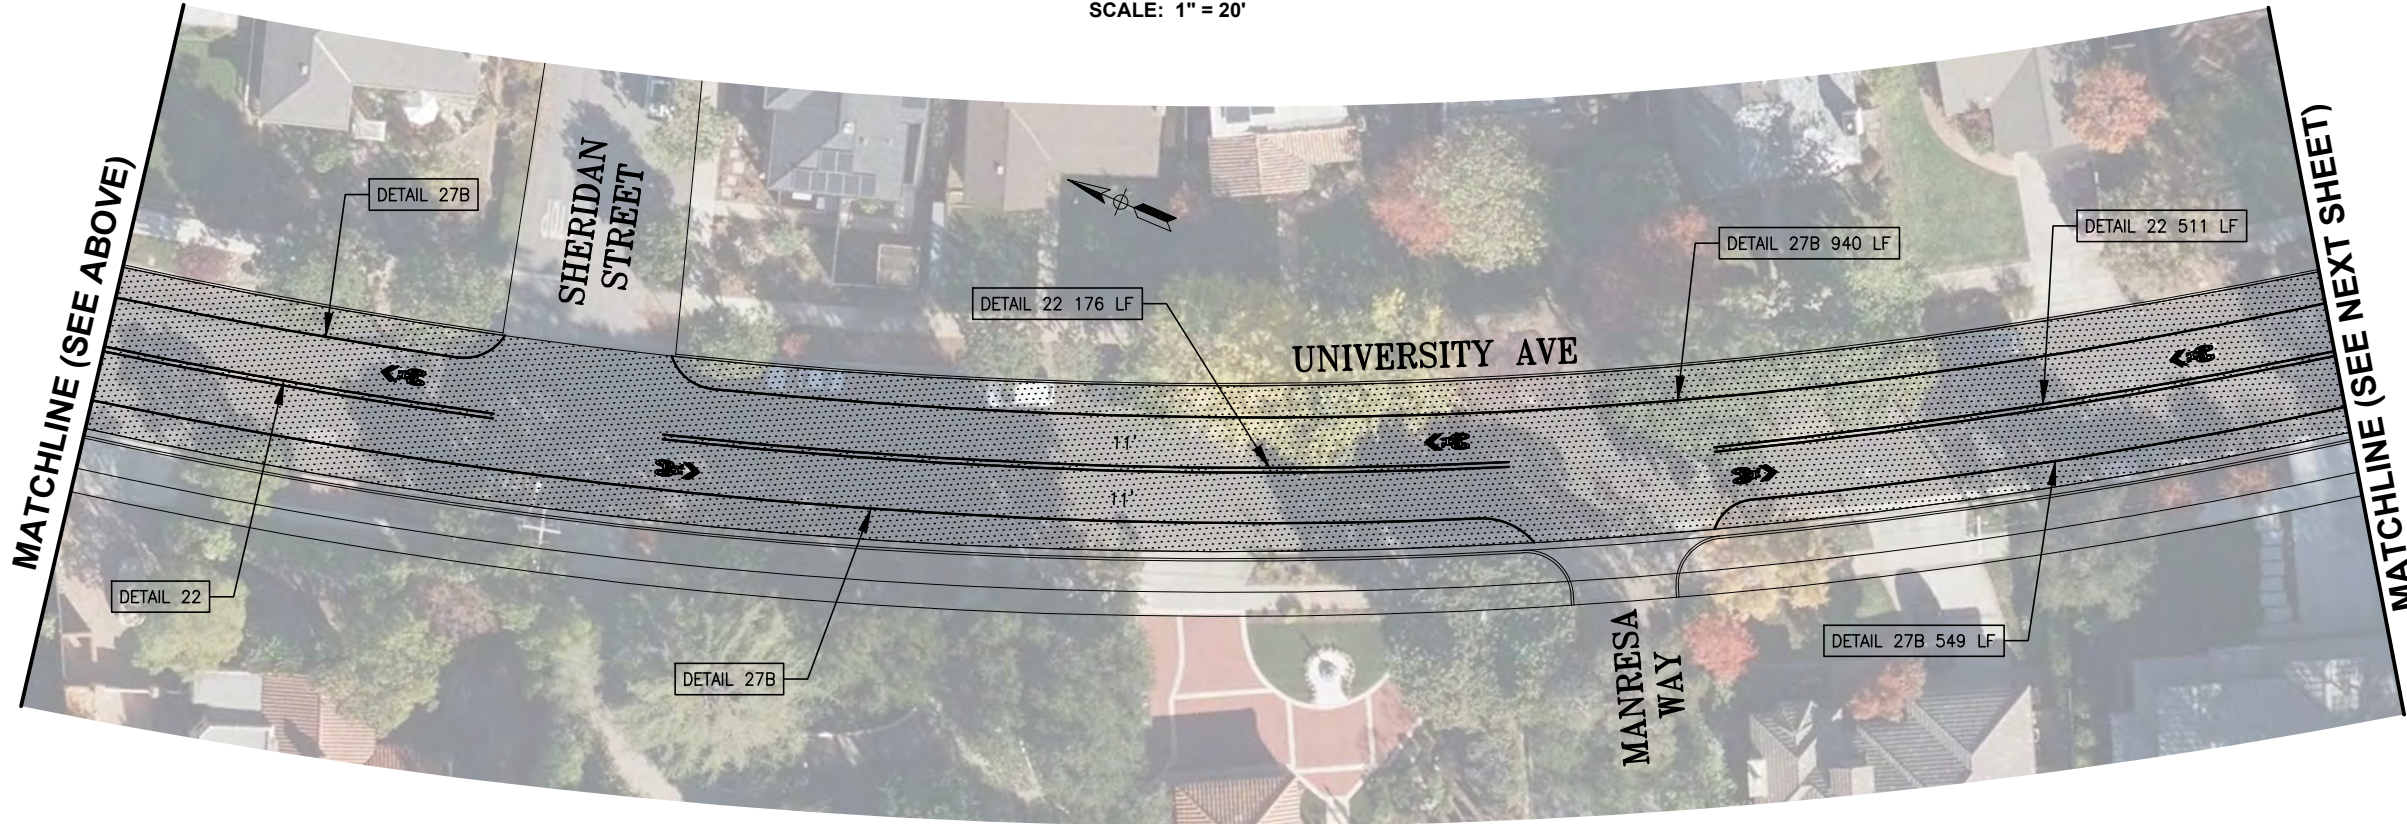 SCALE: 1" = 20'
MATCHLINE (SEE ABOVE)
DETAIL 27B
SHERIDAN
STREET
DETAIL 22 176 LF
UNIVERSITY AVE
DETAIL 27B 940 LF
DETAIL 22 511 LF
MATCHLINE (SEE NEXT SHEET)
11'
11'
DETAIL 22
DETAIL 27B
MANRESA
WAY
DETAIL 27B 549 LF